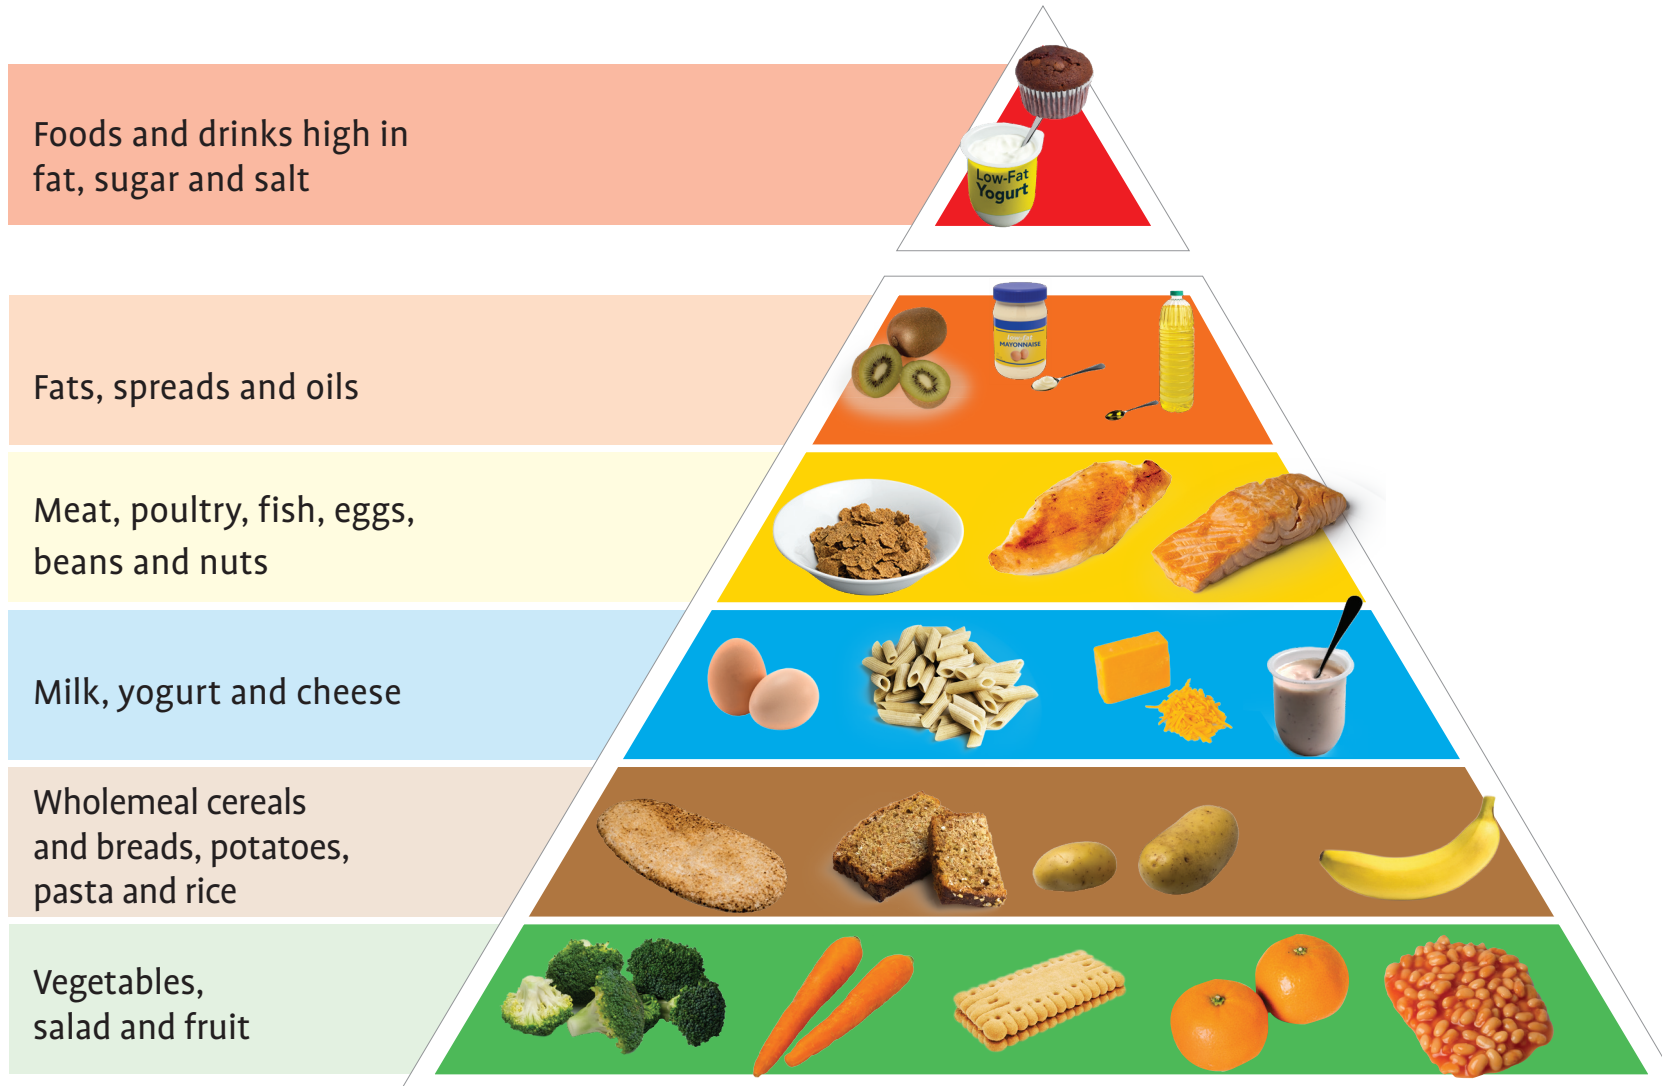 Foods and drinks high in
fat, sugar and salt
Low-Fat
Yogurt
Fats, spreads and oils
MAYONNAISE
Meat, poultry, fish, eggs,
beans and nuts
Milk, yogurt and cheese
Wholemeal cereals
and breads, potatoes,
pasta and rice
Vegetables,
salad and fruit